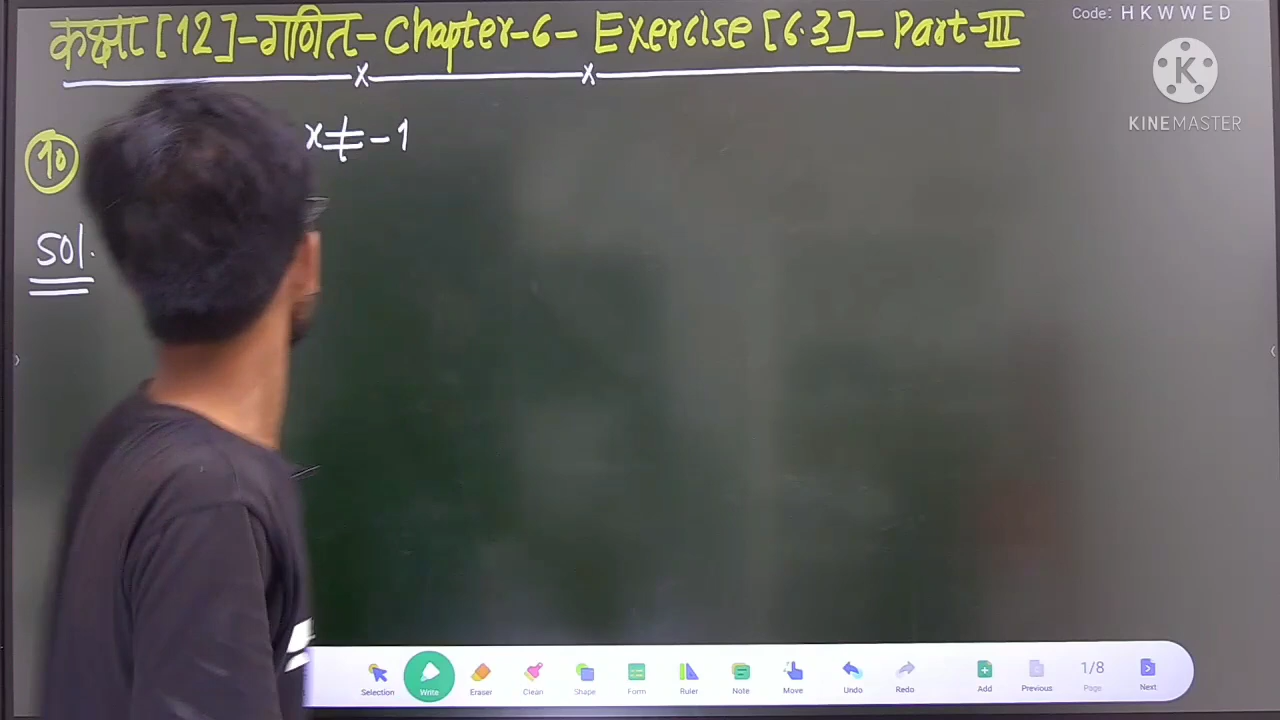 कक्षा [12]-गणित- Chapter-6- Exercise [6.3]- Part-III
Code: HKWWED
KINEMASTER
10 x ≠ -1
Sol.
Selection Write Eraser Clean Shape Form Ruler Note Move Undo Redo Add Previous 1/8 Page Next